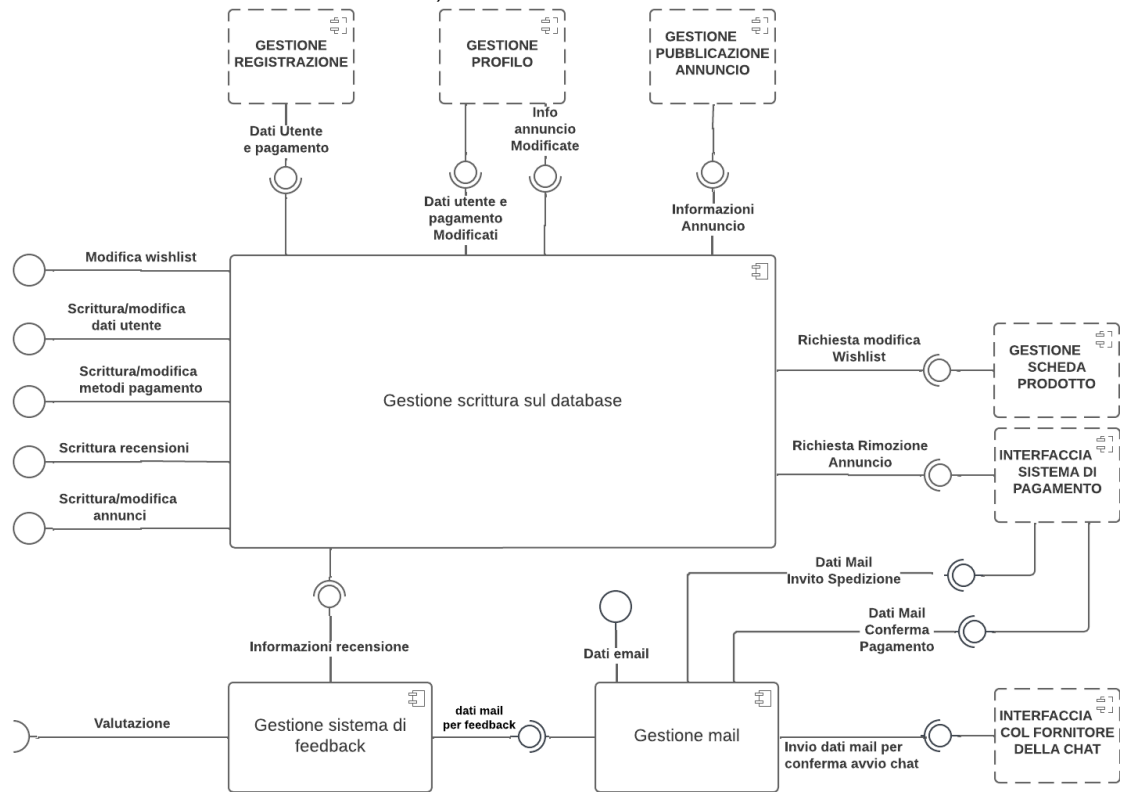 GESTIONE
REGISTRAZIONE
GESTIONE
PROFILO
GESTIONE
PUBBLICAZIONE
ANNUNCIO
Dati Utente
e pagamento
Info
annuncio
Modificate
Dati utente e
pagamento
Modificati
Informazioni
Annuncio
Modifica wishlist
Scrittura/modifica
dati utente
Scrittura/modifica
metodi pagamento
Scrittura recensioni
Scrittura/modifica
annunci
Gestione scrittura sul database
Richiesta modifica
Wishlist
GESTIONE
SCHEDA
PRODOTTO
Richiesta Rimozione
Annuncio
INTERFACCIA
SISTEMA DI
PAGAMENTO
Dati Mail
Invito Spedizione
Dati Mail
Conferma
Pagamento
Informazioni recensione
Dati email
Valutazione
Gestione sistema di
feedback
dati mail
per feedback
Gestione mail
Invio dati mail per
conferma avvio chat
INTERFACCIA
COL FORNITORE
DELLA CHAT